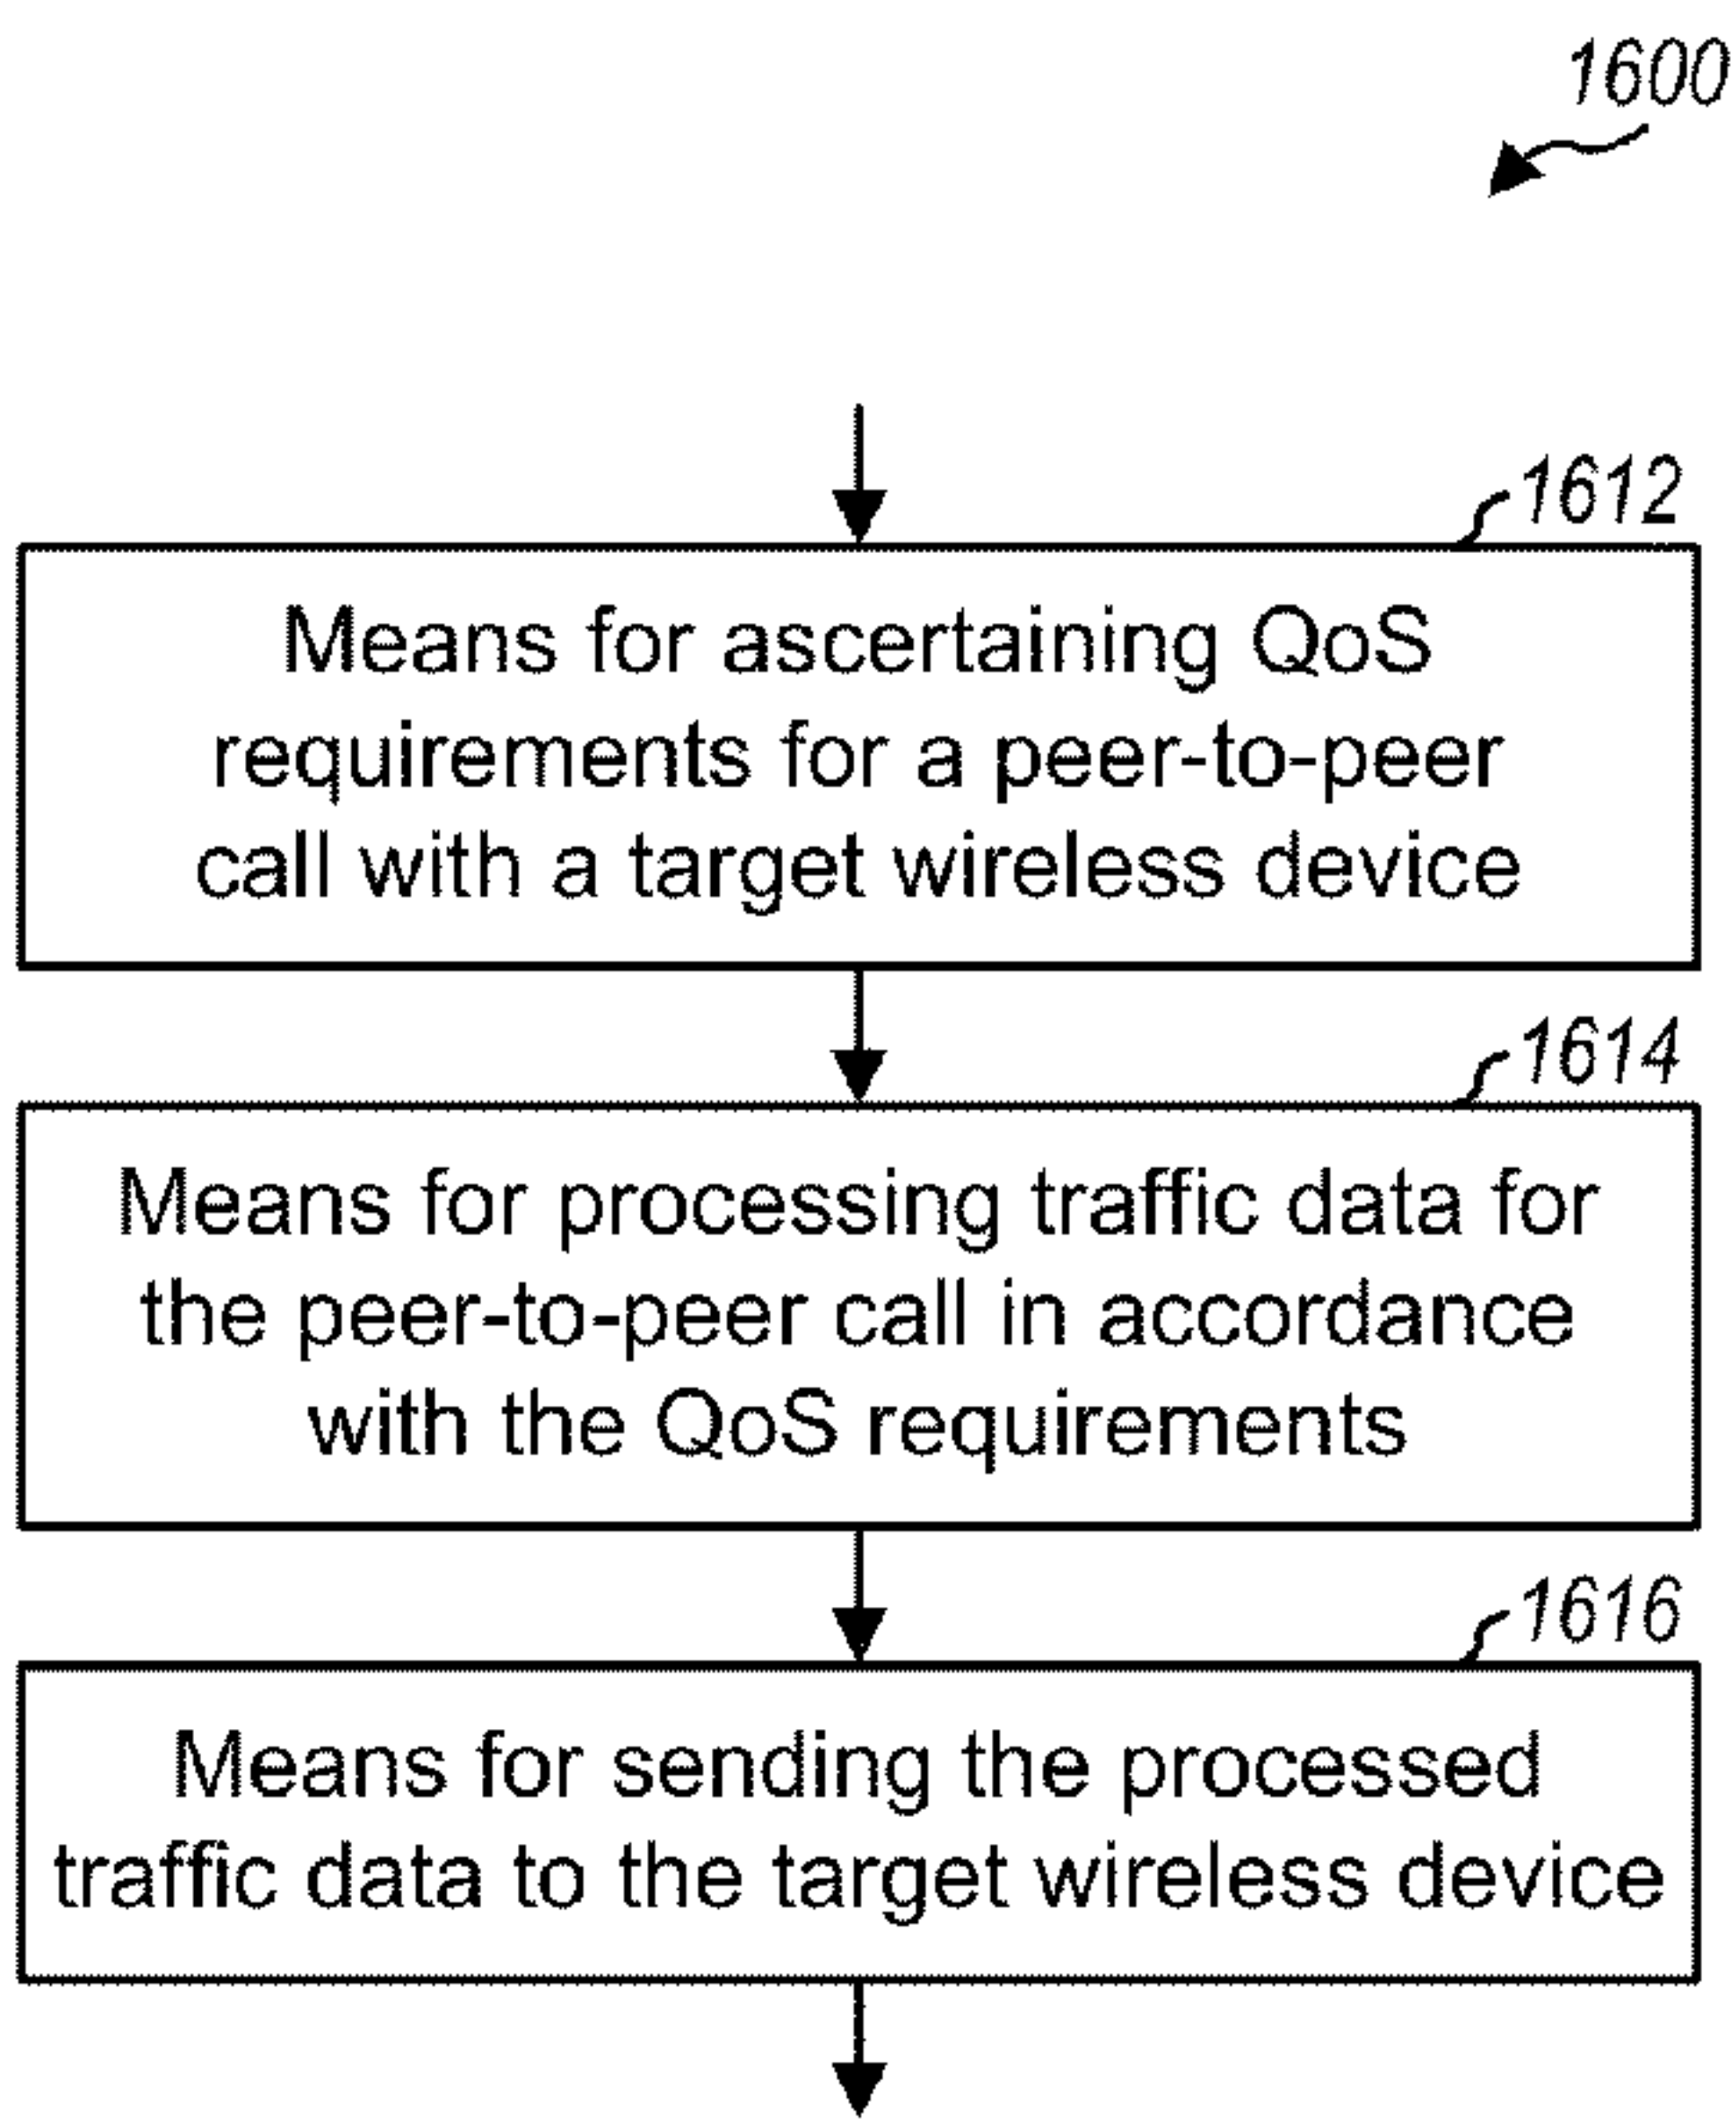 1600
1612
Means for ascertaining QoS
requirements for a peer-to-peer
call with a target wireless device
1614
Means for processing traffic data for
the peer-to-peer call in accordance
with the QoS requirements
1616
Means for sending the processed
traffic data to the target wireless device